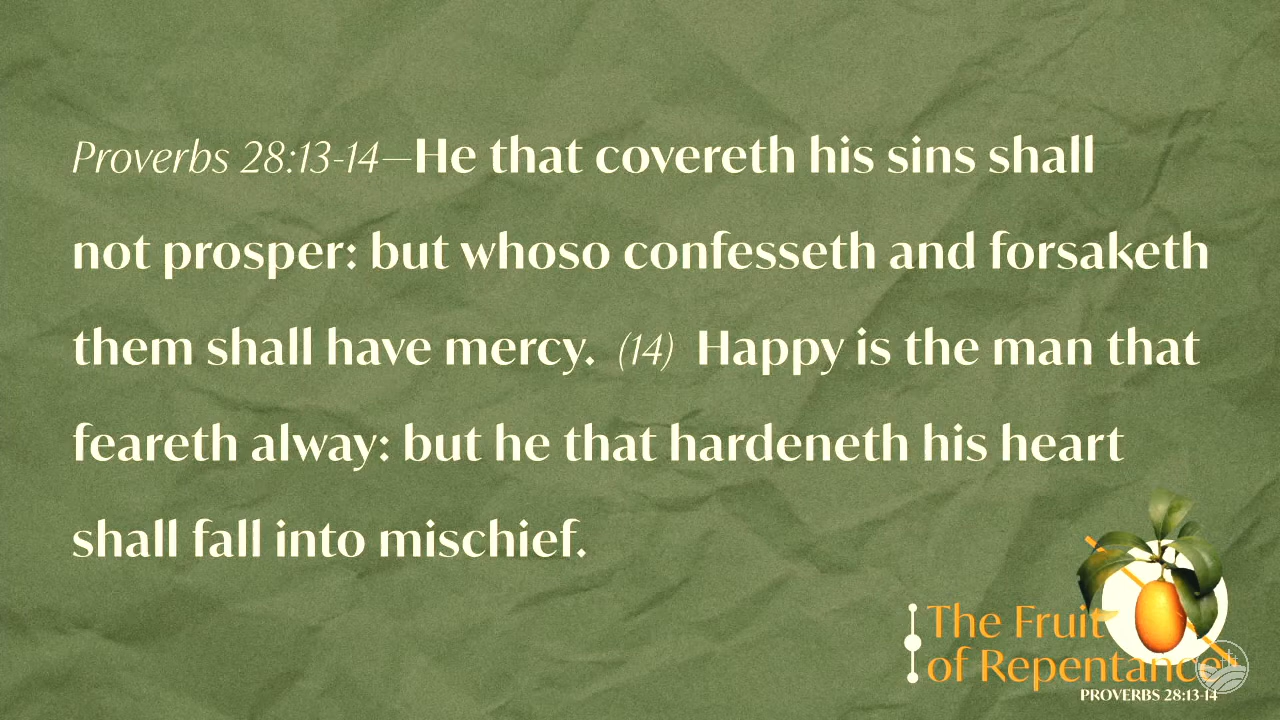 Proverbs 28:13-14—He that covereth his sins shall
not prosper: but whoso confesseth and forsaketh
them shall have mercy. (14) Happy is the man that
feareth alway: but he that hardeneth his heart
shall fall into mischief.
The Fruit
of Repentance
PROVERBS 28:13-14